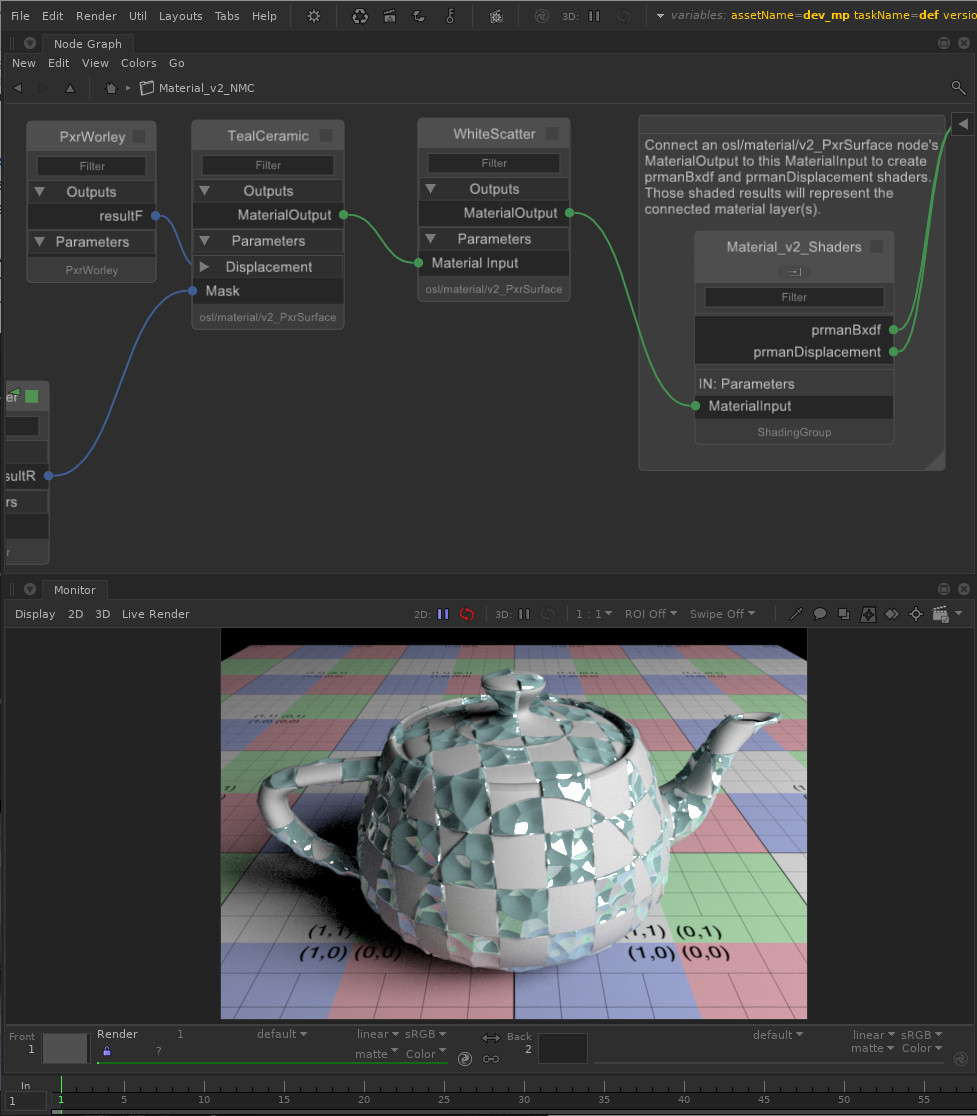 File Edit Render Util Layouts Tabs Help 3D: variables: assetName=dev_mp taskName=def versio
Node Graph
New Edit View Colors Go
Material_v2_NMC
PxrWorley
Filter
Outputs
resultF
Parameters
PxrWorley
TealCeramic
Filter
Outputs
MaterialOutput
Parameters
Displacement
Mask
osl/material/v2_PxrSurface
WhiteScatter
Filter
Outputs
MaterialOutput
Parameters
Material Input
osl/material/v2_PxrSurface
Connect an osl/material/v2_PxrSurface node's
MaterialOutput to this MaterialInput to create
prmanBxdf and prmanDisplacement shaders.
Those shaded results will represent the
connected material layer(s).
Material_v2_Shaders
Filter
prmanBxdf
prmanDisplacement
IN: Parameters
MaterialInput
ShadingGroup
er
sultR
rs
r
Monitor
Display 2D 3D Live Render 2D: 3D: 1 : 1 ROI Off Swipe Off
(1,1) (0,1)
(1,0) (0,0)
(1,1) (0,1)
(1,0) (0,0)
Front Render 1 default linear sRGB Back default linear sRGB
1 ? matte Color 2 matte Color
In
1 1 5 10 15 20 25 30 35 40 45 50 55